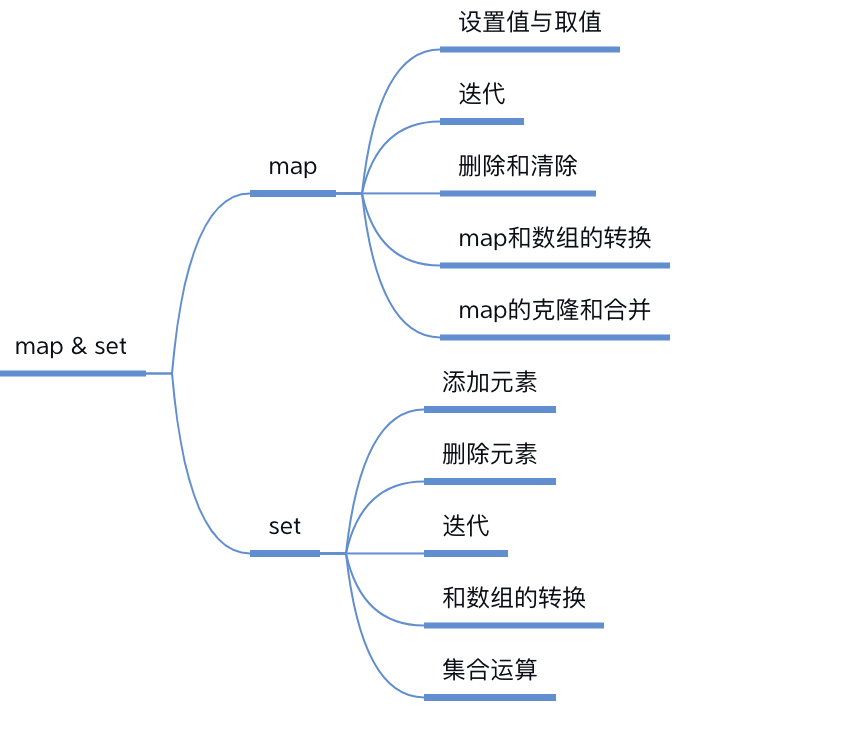 map & set
map
设置值与取值
迭代
删除和清除
map和数组的转换
map的克隆和合并
set
添加元素
删除元素
迭代
和数组的转换
集合运算